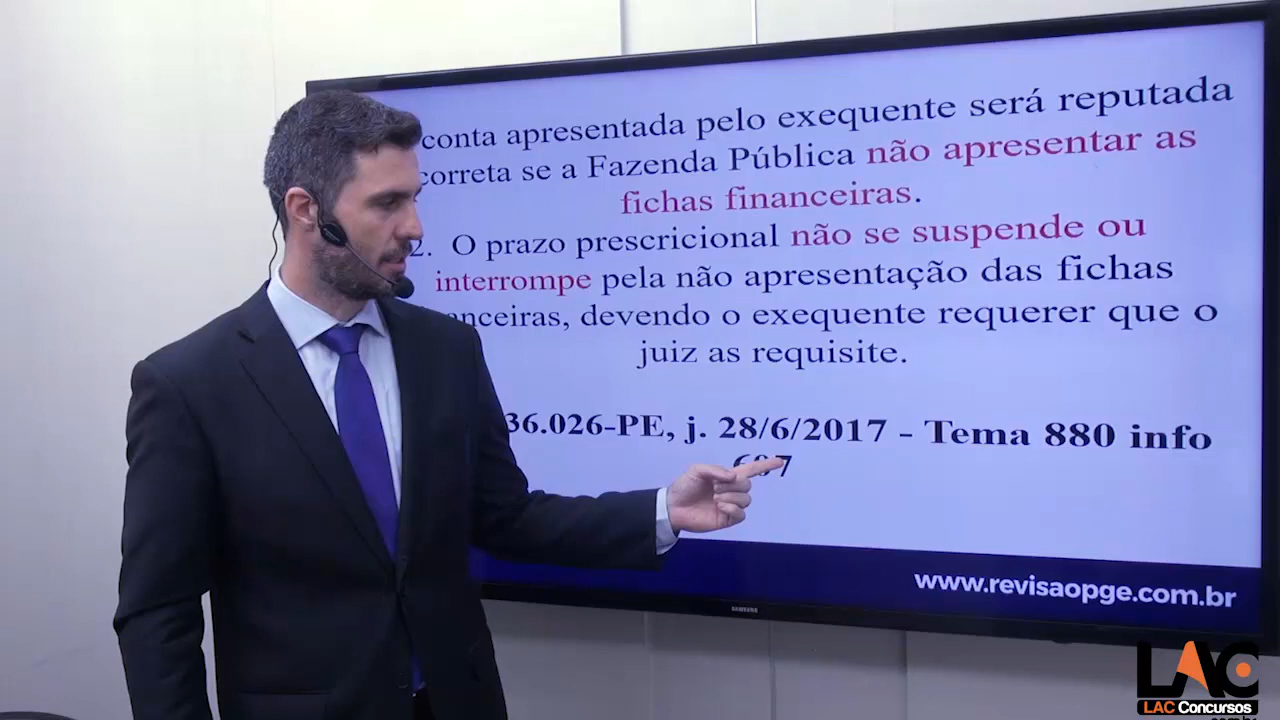 conta apresentada pelo exequente será reputada
correta se a Fazenda Pública não apresentar as
fichas financeiras.
2. O prazo prescricional não se suspende ou
interrompe pela não apresentação das fichas
anceiras, devendo o exequente requerer que o
juiz as requisite.
36.026-PE, j. 28/6/2017 - Tema 880 info
www.revisaopge.com.br
SAMSUNG
LAC
LAC Concursos